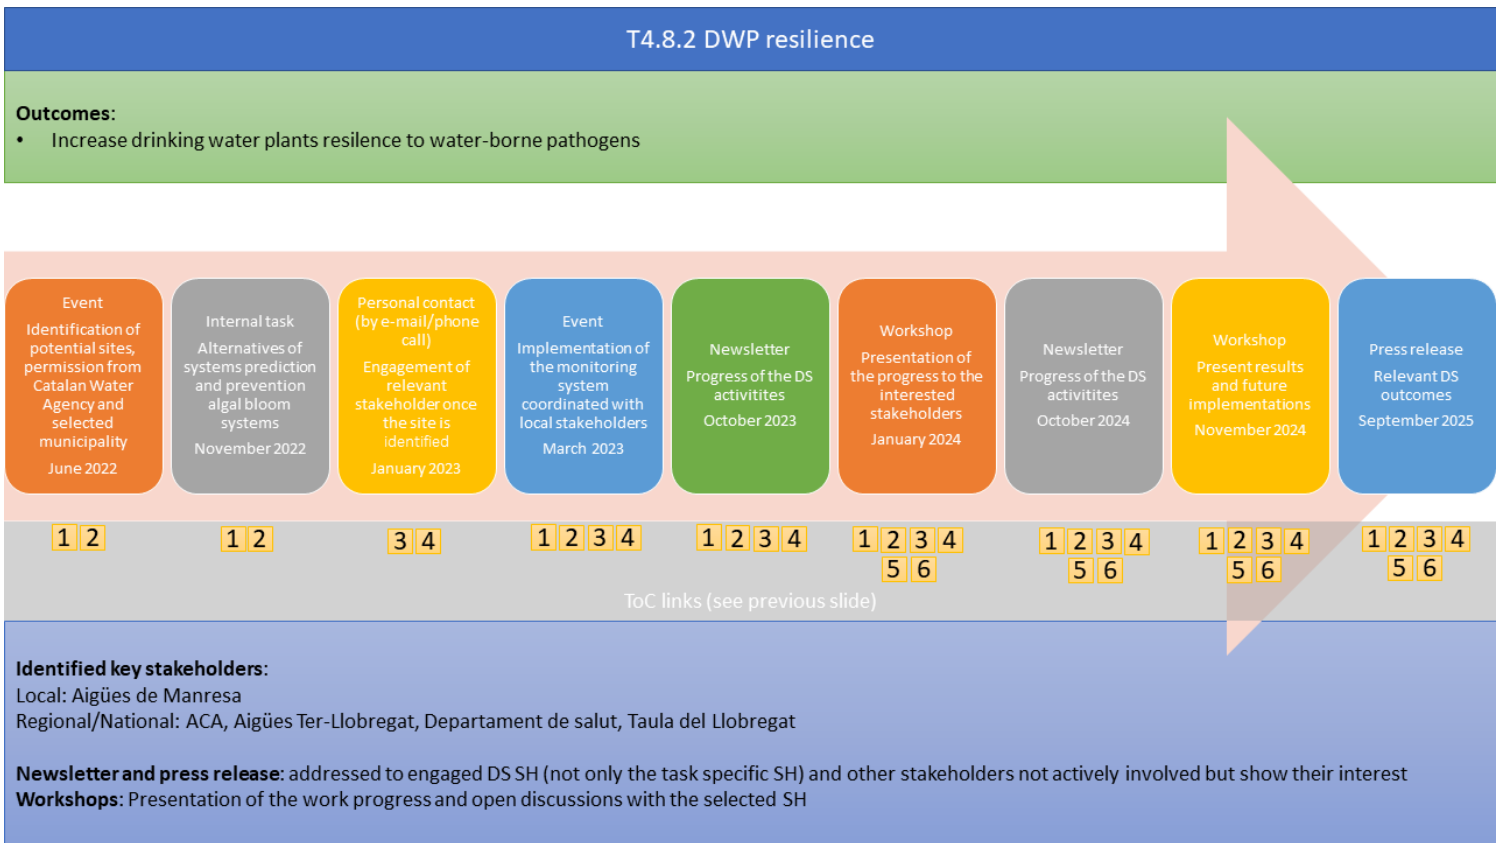 T4.8.2 DWP resilience
Outcomes:
• Increase drinking water plants resilence to water-borne pathogens
Event
Identification of
potential sites,
permission from
Catalan Water
Agency and
selected
municipality
June 2022
Internal task
Alternatives of
systems prediction
and prevention
algal bloom
systems
November 2022
Personal contact
(by e-mail/phone
call)
Engagement of
relevant
stakeholder once
the site is
identified
January 2023
Event
Implementation of
the monitoring
system
coordinated with
local stakeholders
March 2023
Newsletter
Progress of the DS
activitites
October 2023
Workshop
Presentation of
the progress to the
interested
stakeholders
January 2024
Newsletter
Progress of the DS
activitites
October 2024
Workshop
Present results
and future
implementations
November 2024
Press release
Relevant DS
outcomes
September 2025
1 2
1 2
3 4
1 2 3 4
1 2 3 4
1 2 3 4
5 6
1 2 3 4
5 6
1 2 3 4
5 6
1 2 3 4
5 6
ToC links (see previous slide)
Identified key stakeholders:
Local: Aigües de Manresa
Regional/National: ACA, Aigües Ter-Llobregat, Departament de salut, Taula del Llobregat
Newsletter and press release: addressed to engaged DS SH (not only the task specific SH) and other stakeholders not actively involved but show their interest
Workshops: Presentation of the work progress and open discussions with the selected SH